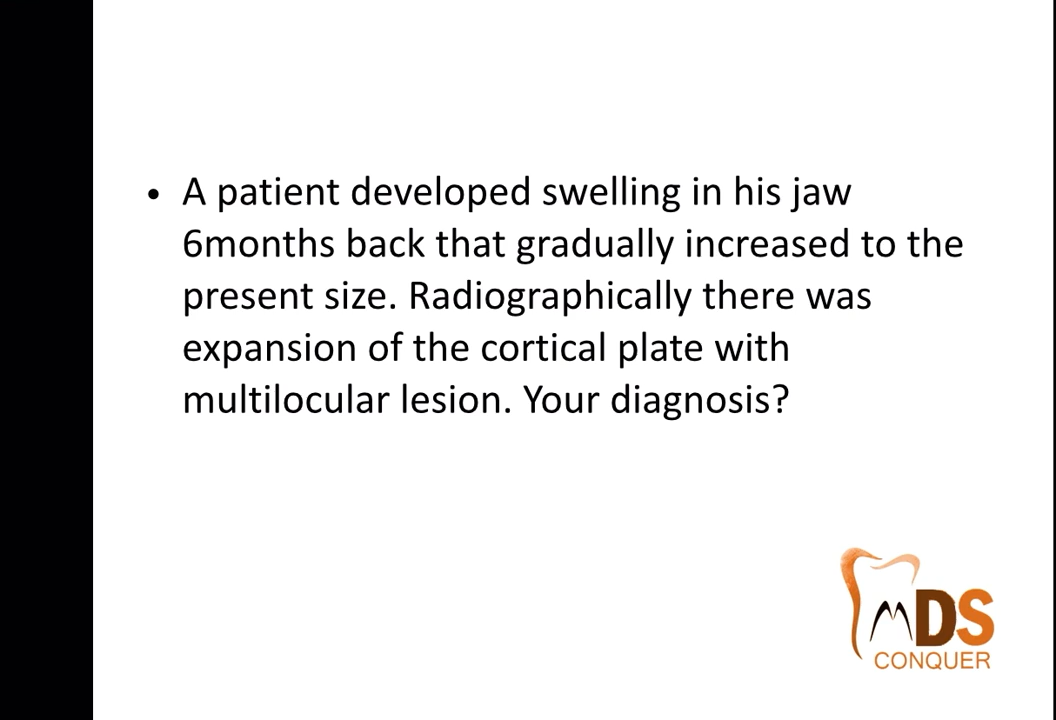 • A patient developed swelling in his jaw
6months back that gradually increased to the
present size. Radiographically there was
expansion of the cortical plate with
multilocular lesion. Your diagnosis?
MDS
CONQUER